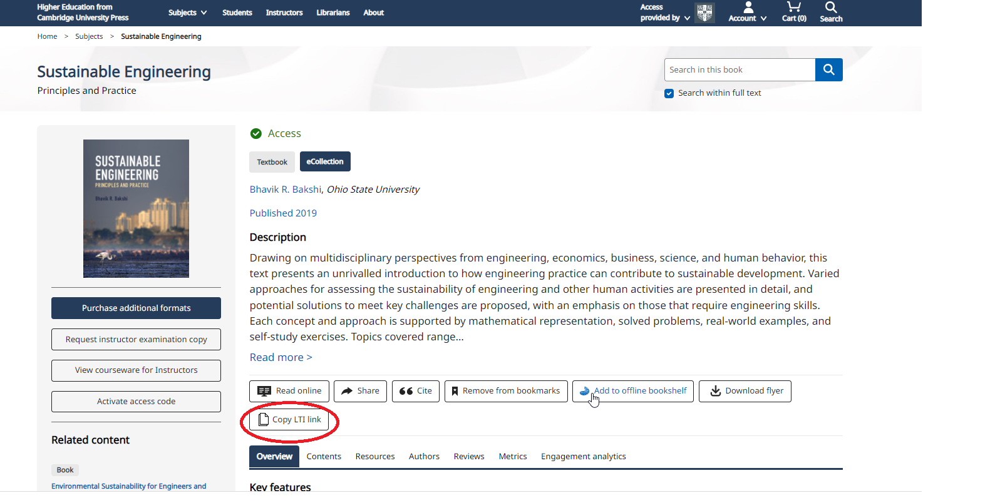 Higher Education from
Cambridge University Press
Subjects
Students
Instructors
Librarians
About
Access
provided by
Account
Cart (0)
Search
Home > Subjects > Sustainable Engineering
Sustainable Engineering
Principles and Practice
Search in this book
Search within full text
SUSTAINABLE
ENGINEERING
PRINCIPLES AND PRACTICE
Bhavik R. Bakshi
Purchase additional formats
Request instructor examination copy
View courseware for Instructors
Activate access code
Related content
Book
Environmental Sustainability for Engineers and
Access
Textbook
eCollection
Bhavik R. Bakshi, Ohio State University
Published 2019
Description
Drawing on multidisciplinary perspectives from engineering, economics, business, science, and human behavior, this
text presents an unrivalled introduction to how engineering practice can contribute to sustainable development. Varied
approaches for assessing the sustainability of engineering and other human activities are presented in detail, and
potential solutions to meet key challenges are proposed, with an emphasis on those that require engineering skills.
Each concept and approach is supported by mathematical representation, solved problems, real-world examples, and
self-study exercises. Topics covered range...
Read more >
Read online
Share
Cite
Remove from bookmarks
Add to offline bookshelf
Download flyer
Copy LTI link
Overview
Contents
Resources
Authors
Reviews
Metrics
Engagement analytics
Key features